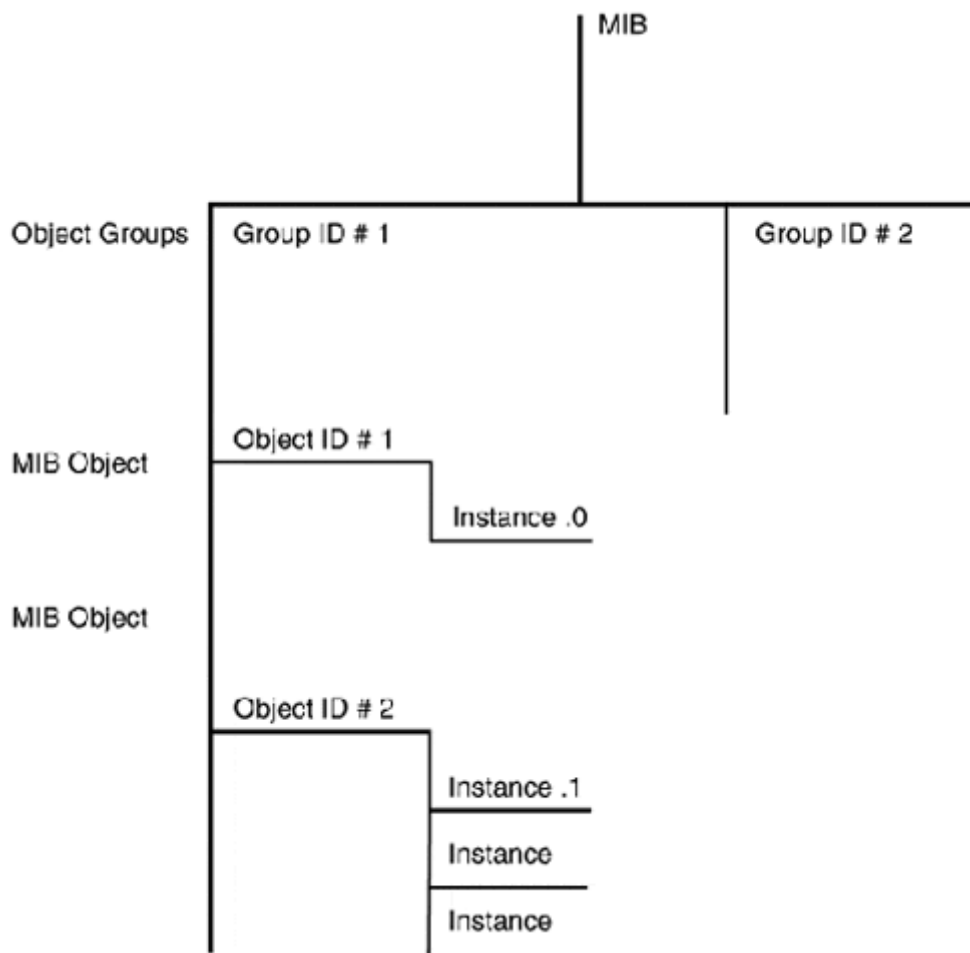 MIB
Object Groups
Group ID # 1
Group ID # 2
Object ID # 1
MIB Object
Instance .0
MIB Object
Object ID # 2
Instance .1
Instance
Instance